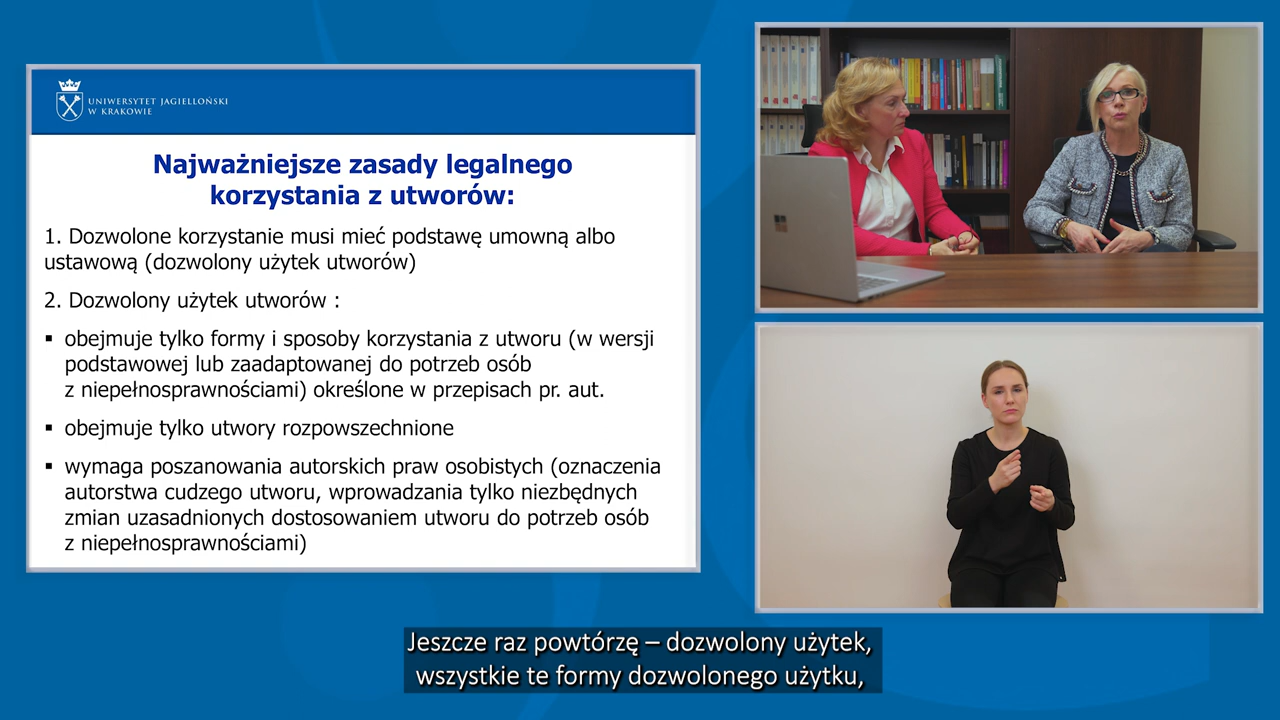 UNIWERSYTET JAGIELLOŃSKI
W KRAKOWIE
Najważniejsze zasady legalnego
korzystania z utworów:
1. Dozwolone korzystanie musi mieć podstawę umowną albo
ustawową (dozwolony użytek utworów)
2. Dozwolony użytek utworów :
▪ obejmuje tylko formy i sposoby korzystania z utworu (w wersji
podstawowej lub zaadaptowanej do potrzeb osób
z niepełnosprawnościami) określone w przepisach pr. aut.
▪ obejmuje tylko utwory rozpowszechnione
▪ wymaga poszanowania autorskich praw osobistych (oznaczenia
autorstwa cudzego utworu, wprowadzania tylko niezbędnych
zmian uzasadnionych dostosowaniem utworu do potrzeb osób
z niepełnosprawnościami)
Jeszcze raz powtórzę – dozwolony użytek,
wszystkie te formy dozwolonego użytku,